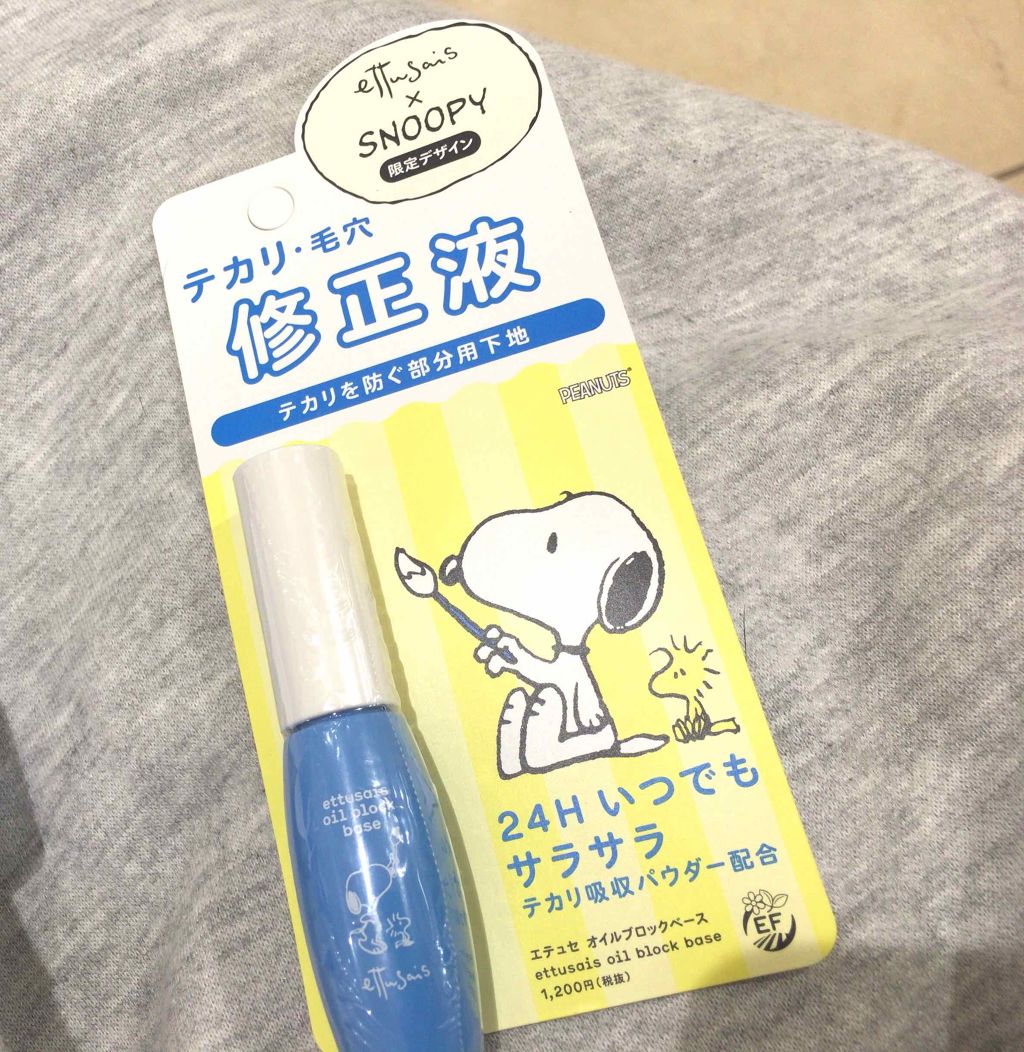 ettusais
×
SNOOPY
限定デザイン
テカリ・毛穴
修正液
テカリを防ぐ部分用下地
PEANUTS
24H いつでも
サラサラ
テカリ吸収パウダー配合
EF
エテュセ オイルブロックベース
ettusais oil block base
1,200円(税抜)
ettusais
oil block
base
ettusais